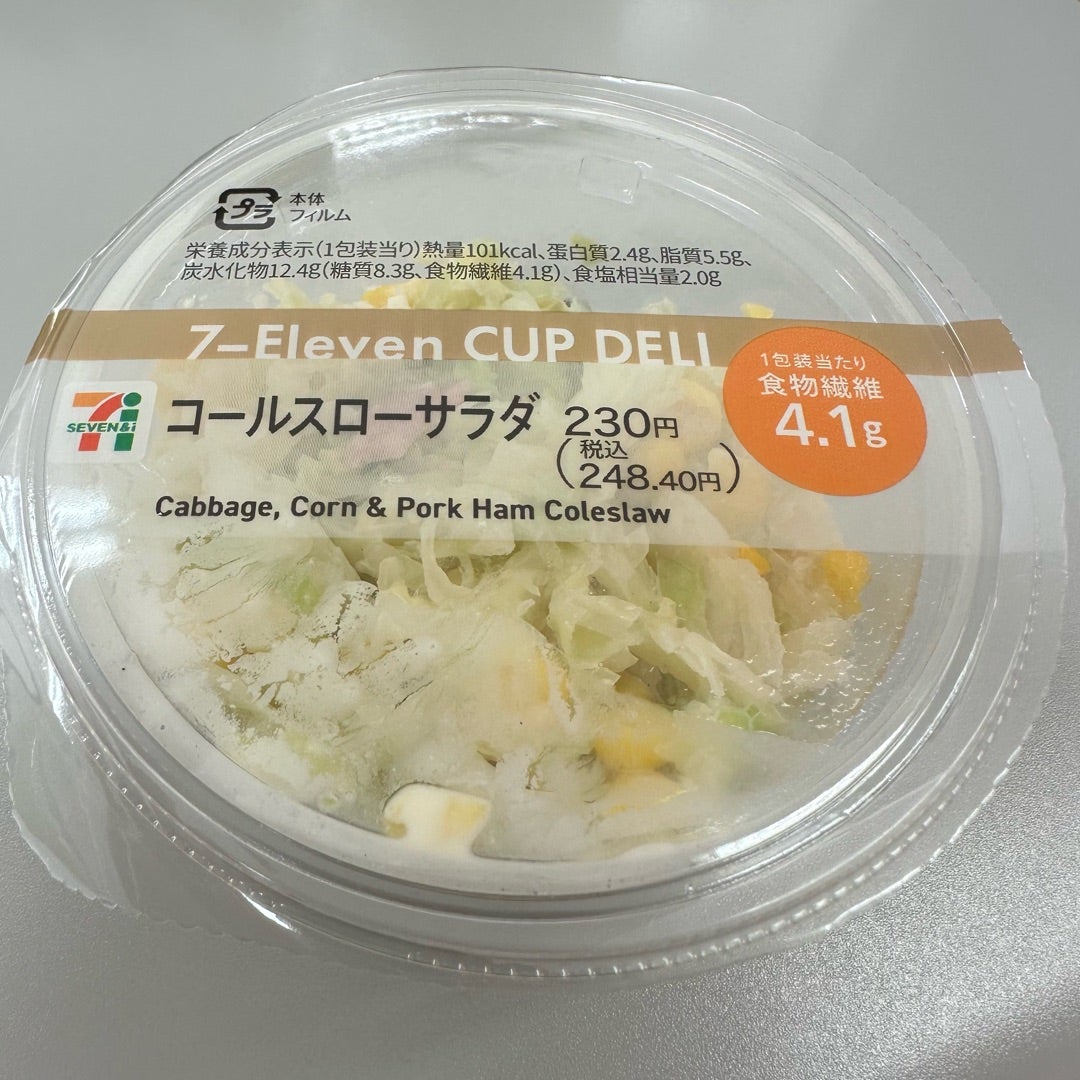 プラ
本体
フィルム
栄養成分表示(1包装当り)熱量101kcal、蛋白質2.4g、脂質5.5g、
炭水化物12.4g(糖質8.3g、食物繊維4.1g)、食塩相当量2.0g
7-Eleven CUP DELI
SEVEN&i
コールスローサラダ 230円
(税込
248.40円)
Cabbage, Corn & Pork Ham Coleslaw
1包装当たり
食物繊維
4.1g